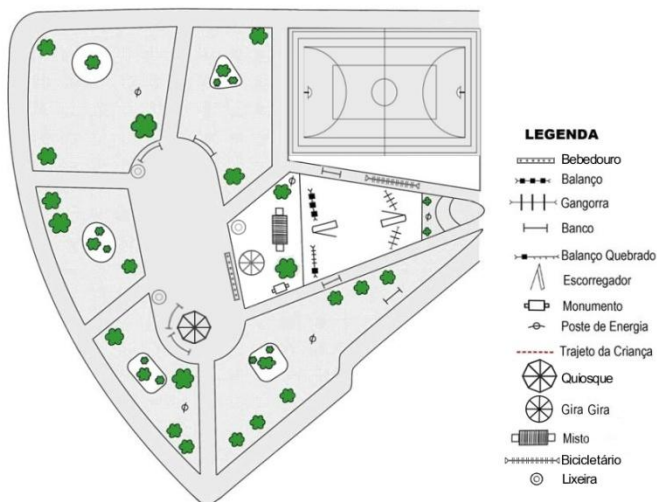 LEGENDA
Bebedouro
Balanço
Gangorra
Banco
Balanço Quebrado
Escorregador
Monumento
Poste de Energia
Trajeto da Criança
Quiosque
Gira Gira
Misto
Bicicletário
Lixeira